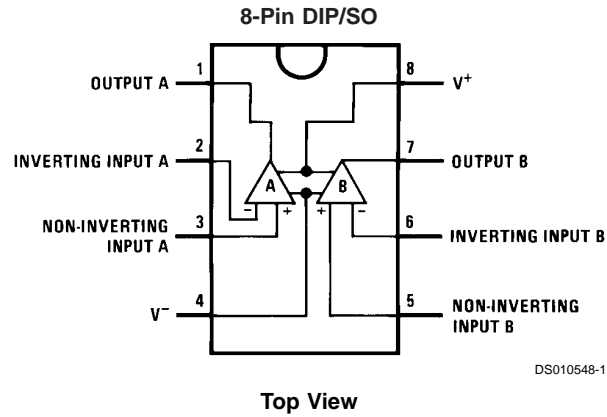 8-Pin DIP/SO
1
OUTPUT A
8
V+
2
INVERTING INPUT A
7
OUTPUT B
A
B
−
+
+
−
3
NON-INVERTING
INPUT A
6
INVERTING INPUT B
4
V−
5
NON-INVERTING
INPUT B
DS010548-1
Top View